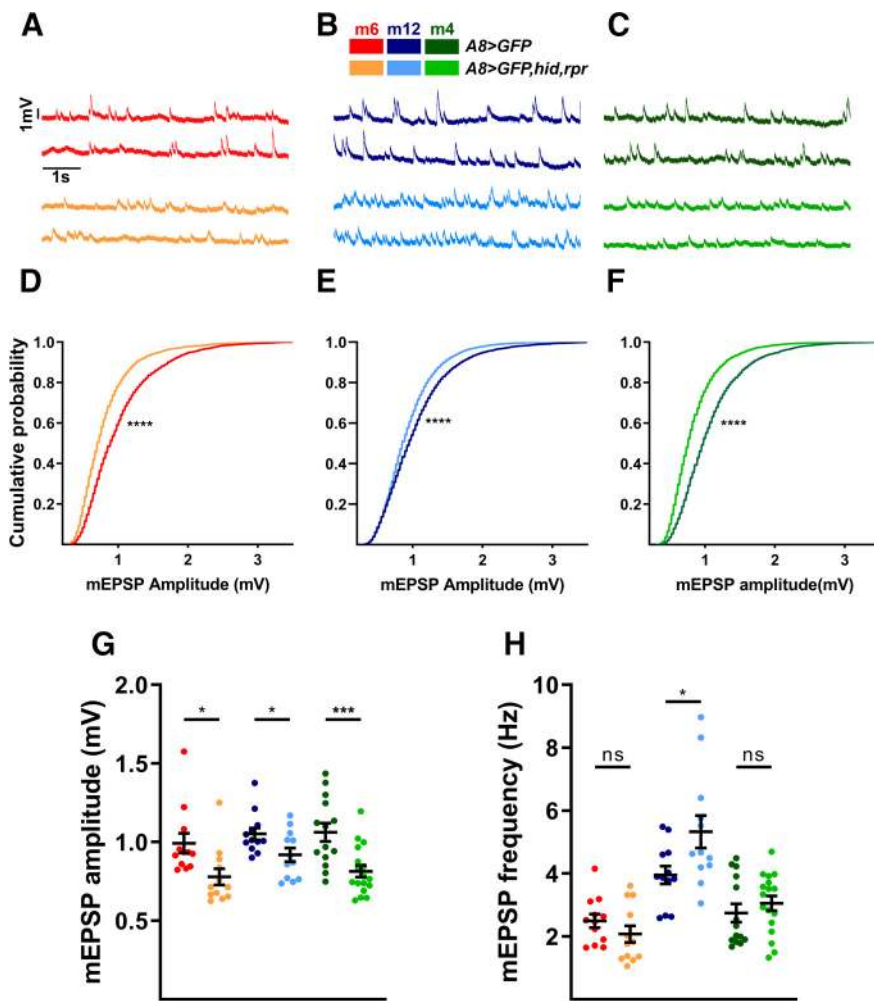 A
B
C
m6 m12 m4
A8>GFP
A8>GFP,hid,rpr
1mV
1s
D
E
F
Cumulative probability
1.0
0.8
0.6
0.4
0.2
****
1 2 3
mEPSP Amplitude (mV)
1.0
0.8
0.6
0.4
0.2
****
1 2 3
mEPSP Amplitude (mV)
1.0
0.8
0.6
0.4
0.2
****
1 2 3
mEPSP amplitude(mV)
G
mEPSP amplitude (mV)
2.0
1.5
1.0
0.5
* * ***
H
mEPSP frequency (Hz)
10
8
6
4
2
ns * ns